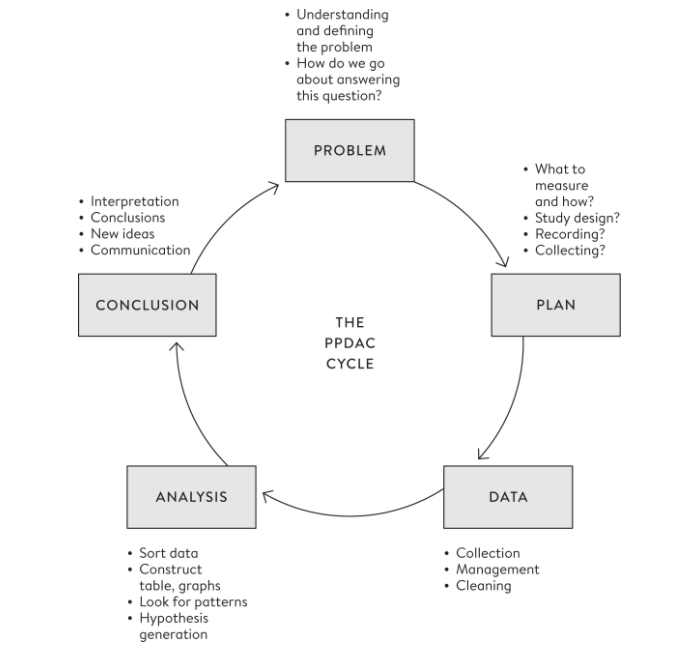 • Understanding
and defining
the problem
• How do we go
about answering
this question?
PROBLEM
• What to
measure
and how?
• Study design?
• Recording?
• Collecting?
PLAN
• Interpretation
• Conclusions
• New ideas
• Communication
CONCLUSION
THE
PPDAC
CYCLE
ANALYSIS
• Sort data
• Construct
table, graphs
• Look for patterns
• Hypothesis
generation
DATA
• Collection
• Management
• Cleaning